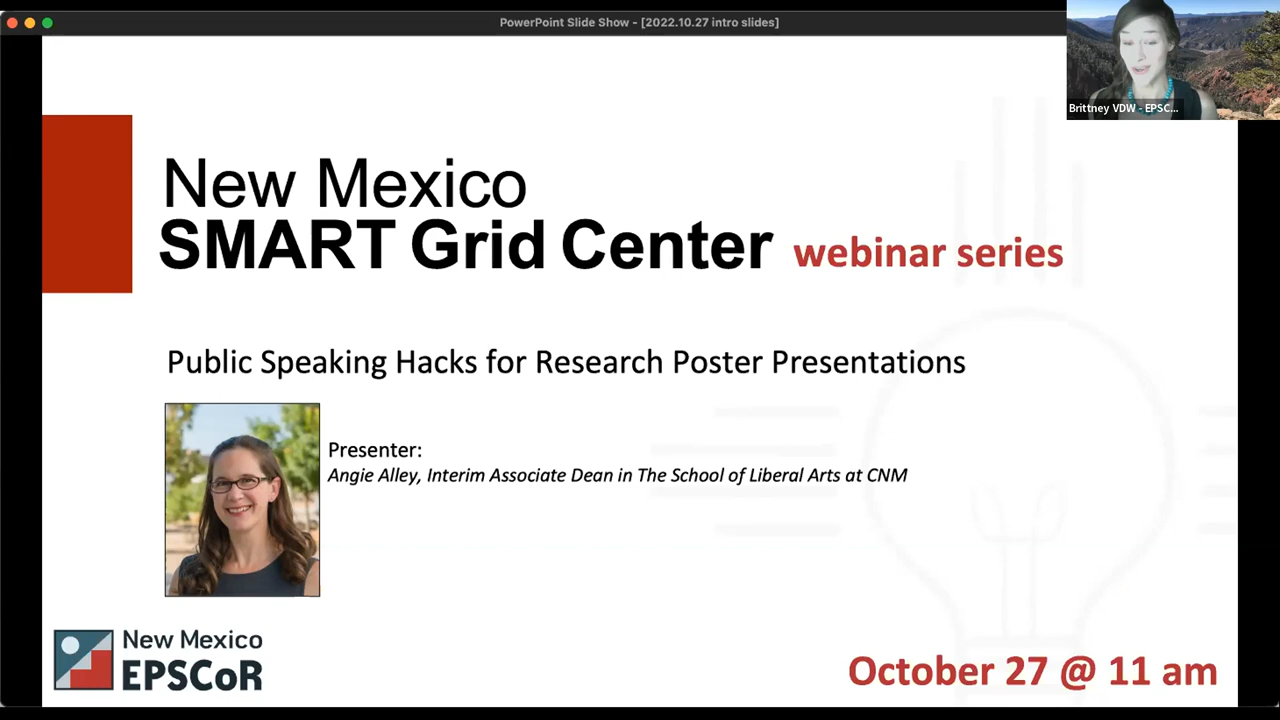 PowerPoint Slide Show - [2022.10.27 intro slides]
Brittney VDW - EPSC...
New Mexico
SMART Grid Center webinar series
Public Speaking Hacks for Research Poster Presentations
Presenter:
Angie Alley, Interim Associate Dean in The School of Liberal Arts at CNM
New Mexico
EPSCoR
October 27 @ 11 am